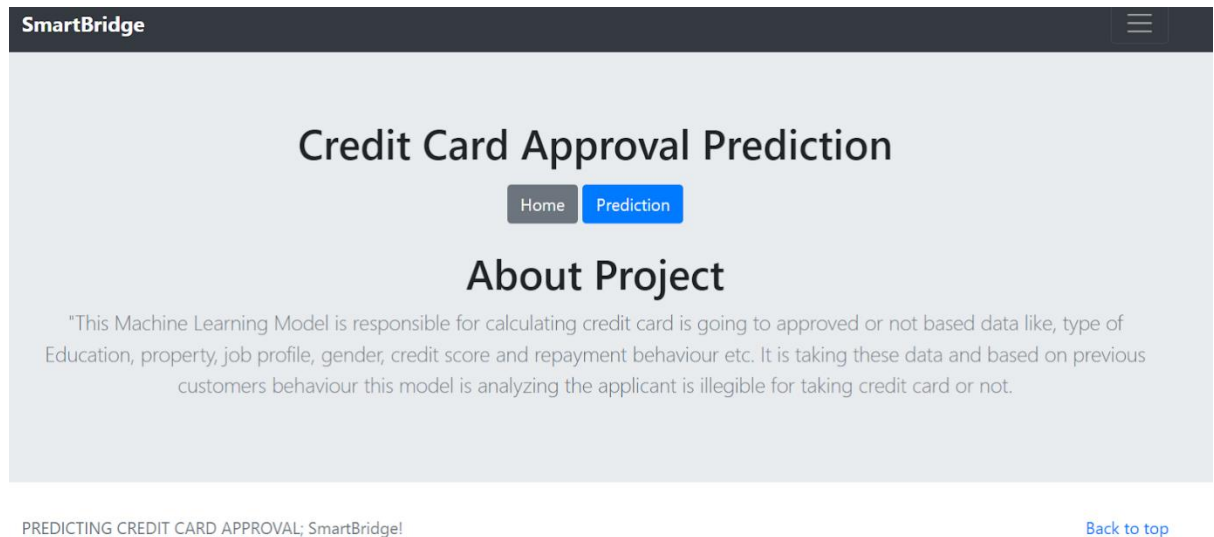 SmartBridge
Credit Card Approval Prediction
Home Prediction
About Project
"This Machine Learning Model is responsible for calculating credit card is going to approved or not based data like, type of
Education, property, job profile, gender, credit score and repayment behaviour etc. It is taking these data and based on previous
customers behaviour this model is analyzing the applicant is illegible for taking credit card or not.
PREDICTING CREDIT CARD APPROVAL; SmartBridge! Back to top